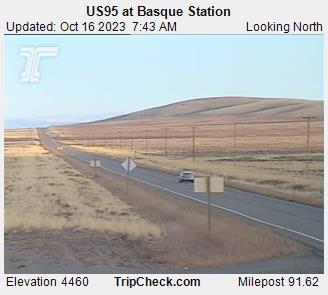 US95 at Basque Station
Updated: Oct 16 2023 7:43 AM Looking North
Elevation 4460 TripCheck.com Milepost 91.62